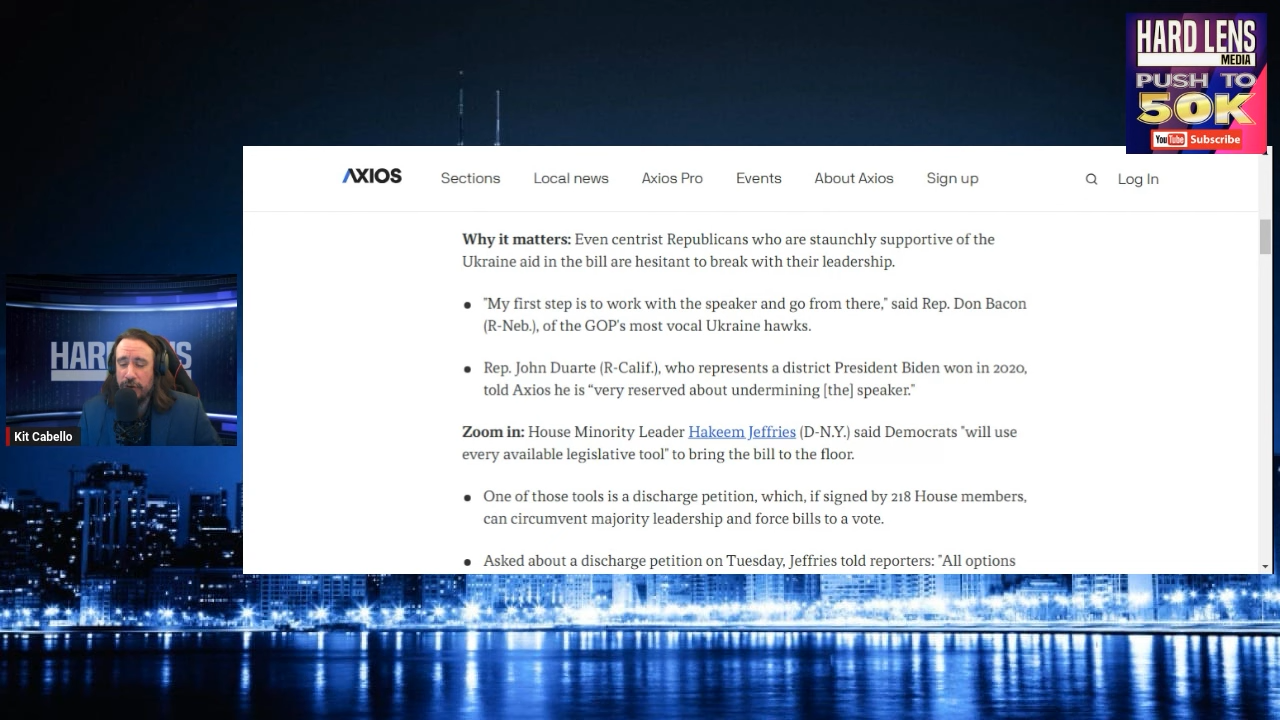 HARD LENS
MEDIA
PUSH TO
50K
YouTube Subscribe
AXIOS
Sections
Local news
Axios Pro
Events
About Axios
Sign up
Log In
Why it matters: Even centrist Republicans who are staunchly supportive of the
Ukraine aid in the bill are hesitant to break with their leadership.
"My first step is to work with the speaker and go from there," said Rep. Don Bacon
(R-Neb.), of the GOP's most vocal Ukraine hawks.
Rep. John Duarte (R-Calif.), who represents a district President Biden won in 2020,
told Axios he is “very reserved about undermining [the] speaker."
Zoom in: House Minority Leader Hakeem Jeffries (D-N.Y.) said Democrats "will use
every available legislative tool" to bring the bill to the floor.
One of those tools is a discharge petition, which, if signed by 218 House members,
can circumvent majority leadership and force bills to a vote.
Asked about a discharge petition on Tuesday, Jeffries told reporters: "All options
Kit Cabello